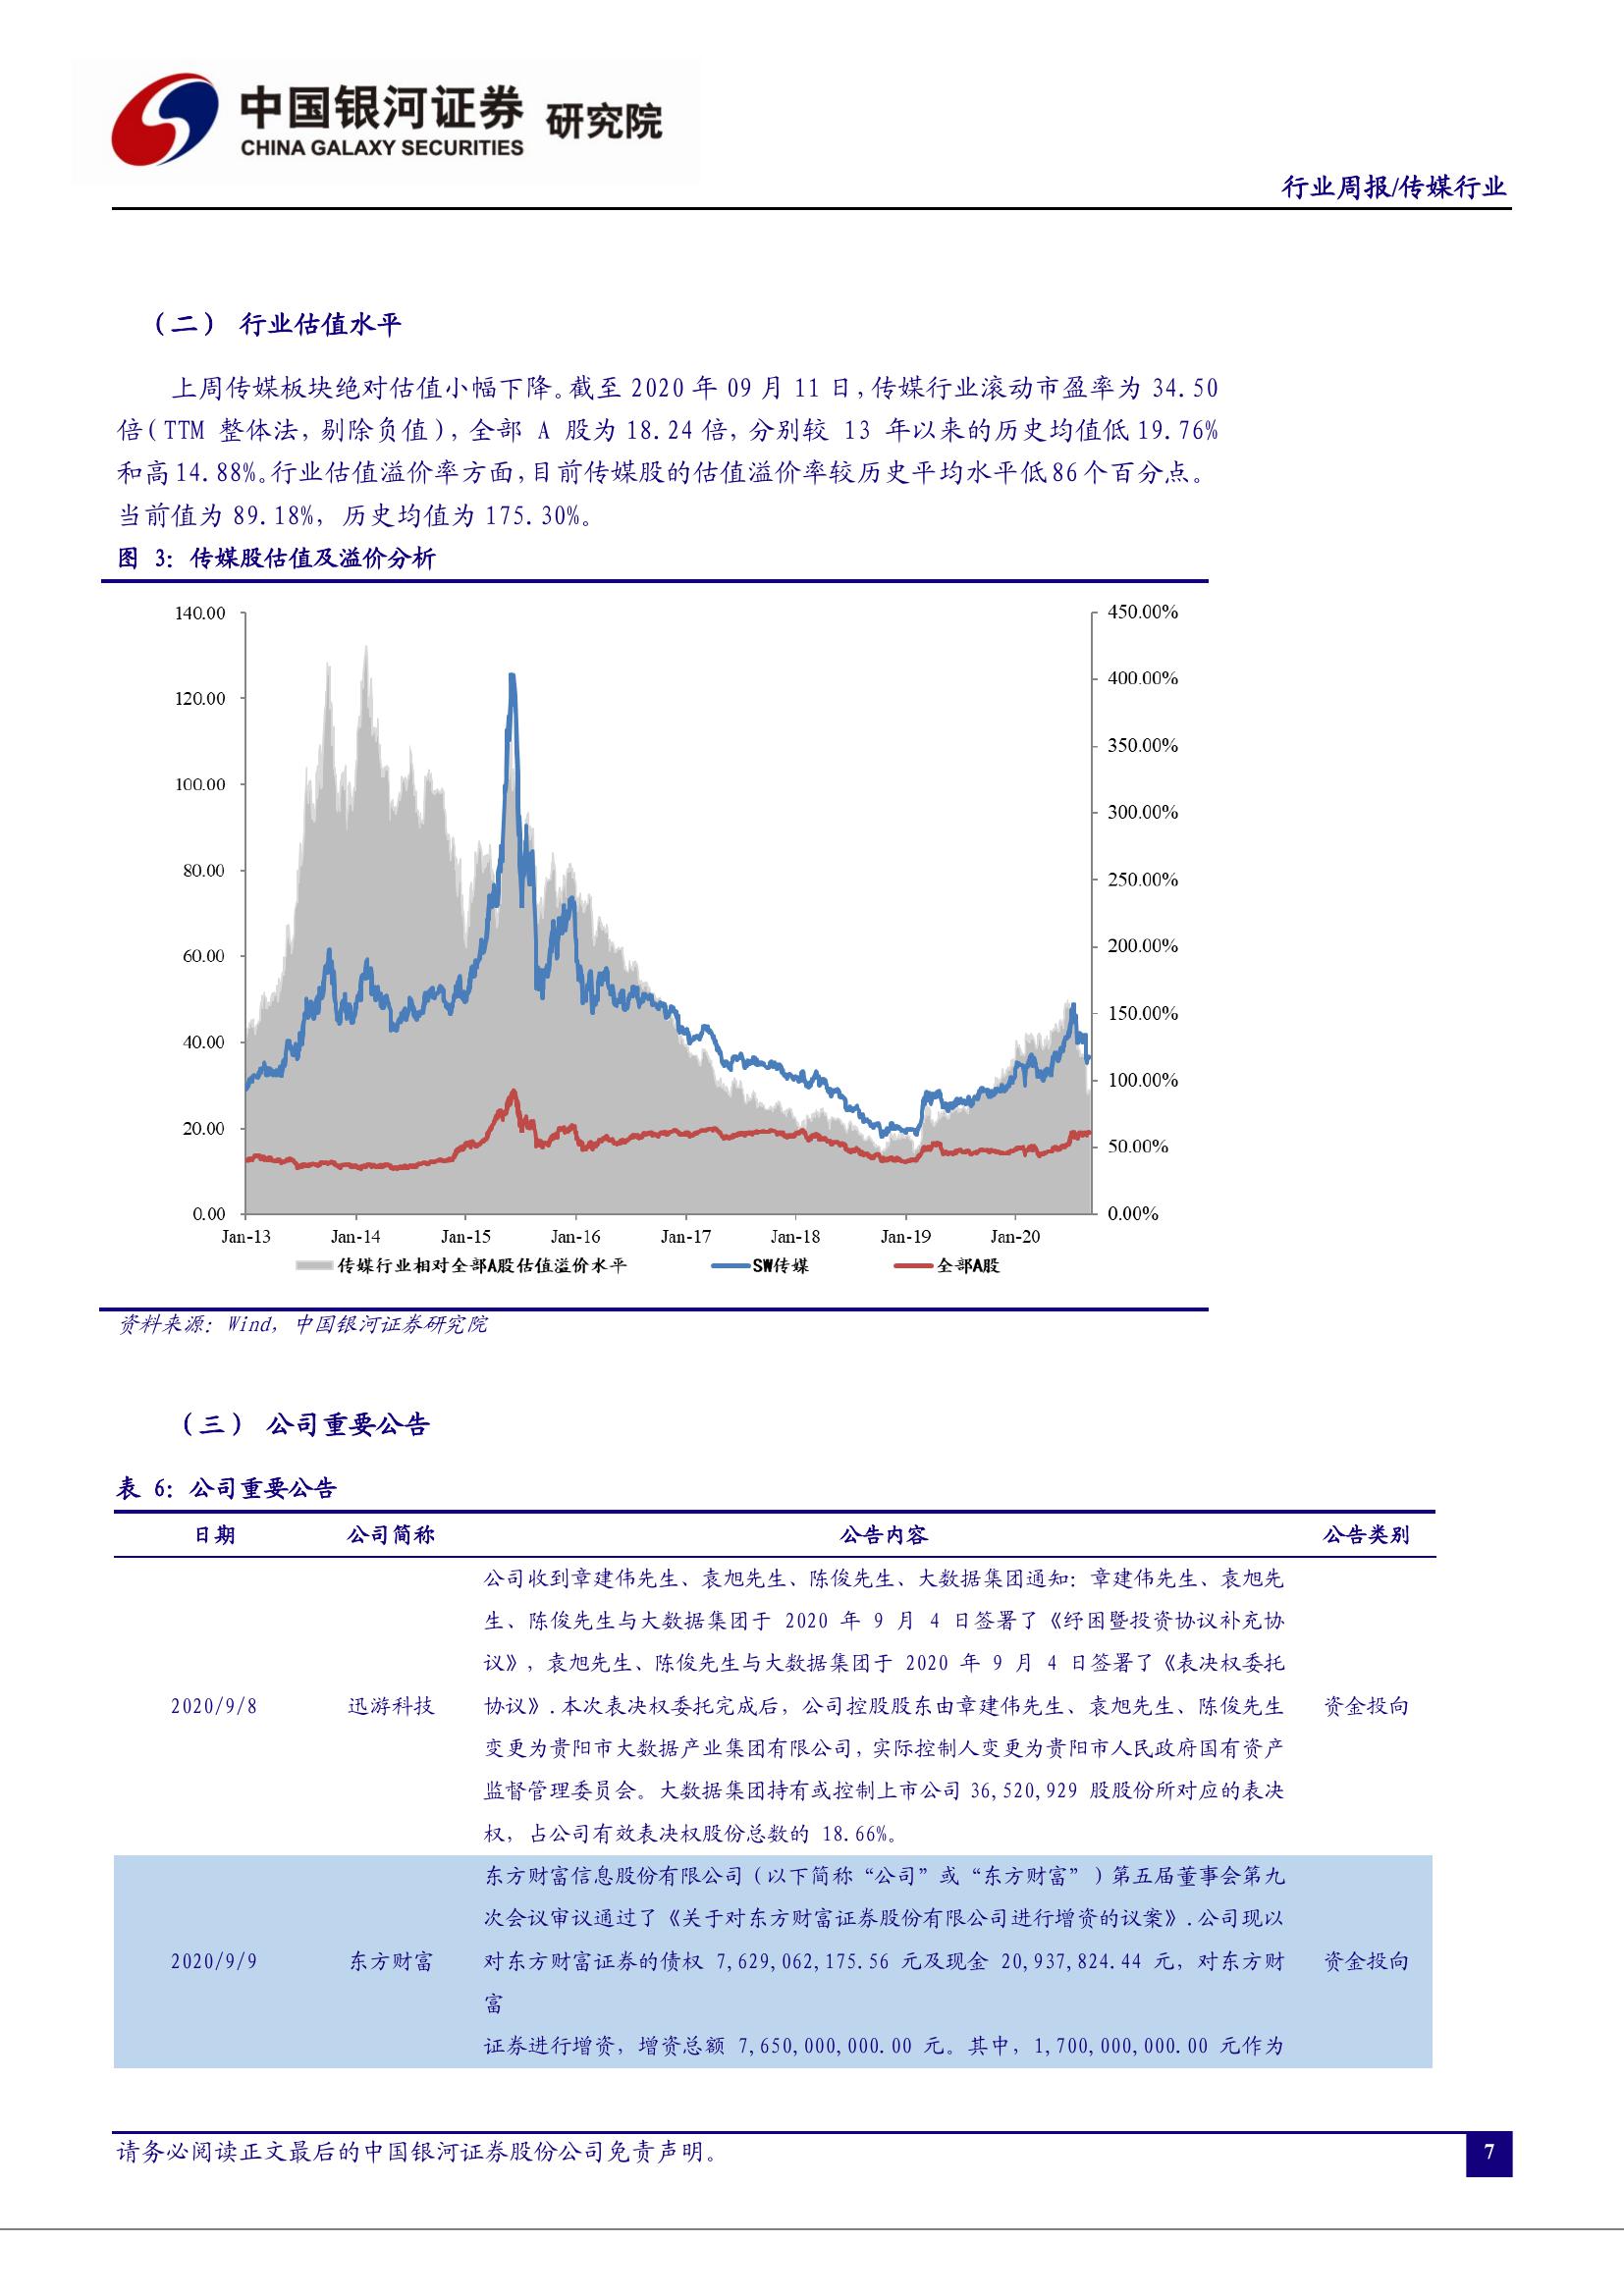 中国银河证券 研究院
CHINA GALAXY SECURITIES
行业周报/传媒行业
（二） 行业估值水平
上周传媒板块绝对估值小幅下降。截至 2020 年 09 月 11 日，传媒行业滚动市盈率为 34.50
倍（TTM 整体法，剔除负值），全部 A 股为 18.24 倍，分别较 13 年以来的历史均值低 19.76%
和高 14.88%。行业估值溢价率方面，目前传媒股的估值溢价率较历史平均水平低 86 个百分点。
当前值为 89.18%，历史均值为 175.30%。
图 3：传媒股估值及溢价分析
140.00
120.00
100.00
80.00
60.00
40.00
20.00
0.00
450.00%
400.00%
350.00%
300.00%
250.00%
200.00%
150.00%
100.00%
50.00%
0.00%
Jan-13 Jan-14 Jan-15 Jan-16 Jan-17 Jan-18 Jan-19 Jan-20
传媒行业相对全部A股估值溢价水平 SW传媒 全部A股
资料来源：Wind，中国银河证券研究院
（三） 公司重要公告
表 6：公司重要公告
日期 公司简称 公告内容 公告类别
公司收到章建伟先生、袁旭先生、陈俊先生、大数据集团通知：章建伟先生、袁旭先
生、陈俊先生与大数据集团于 2020 年 9 月 4 日签署了《纾困暨投资协议补充协
议》，袁旭先生、陈俊先生与大数据集团于 2020 年 9 月 4 日签署了《表决权委托
2020/9/8 迅游科技 协议》.本次表决权委托完成后，公司控股股东由章建伟先生、袁旭先生、陈俊先生 资金投向
变更为贵阳市大数据产业集团有限公司，实际控制人变更为贵阳市人民政府国有资产
监督管理委员会。大数据集团持有或控制上市公司 36,520,929 股股份所对应的表决
权，占公司有效表决权股份总数的 18.66%。
东方财富信息股份有限公司（以下简称“公司”或“东方财富”）第五届董事会第九
次会议审议通过了《关于对东方财富证券股份有限公司进行增资的议案》.公司现以
2020/9/9 东方财富 对东方财富证券的债权 7,629,062,175.56 元及现金 20,937,824.44 元，对东方财 资金投向
富
证券进行增资，增资总额 7,650,000,000.00 元。其中，1,700,000,000.00 元作为
请务必阅读正文最后的中国银河证券股份公司免责声明。
7